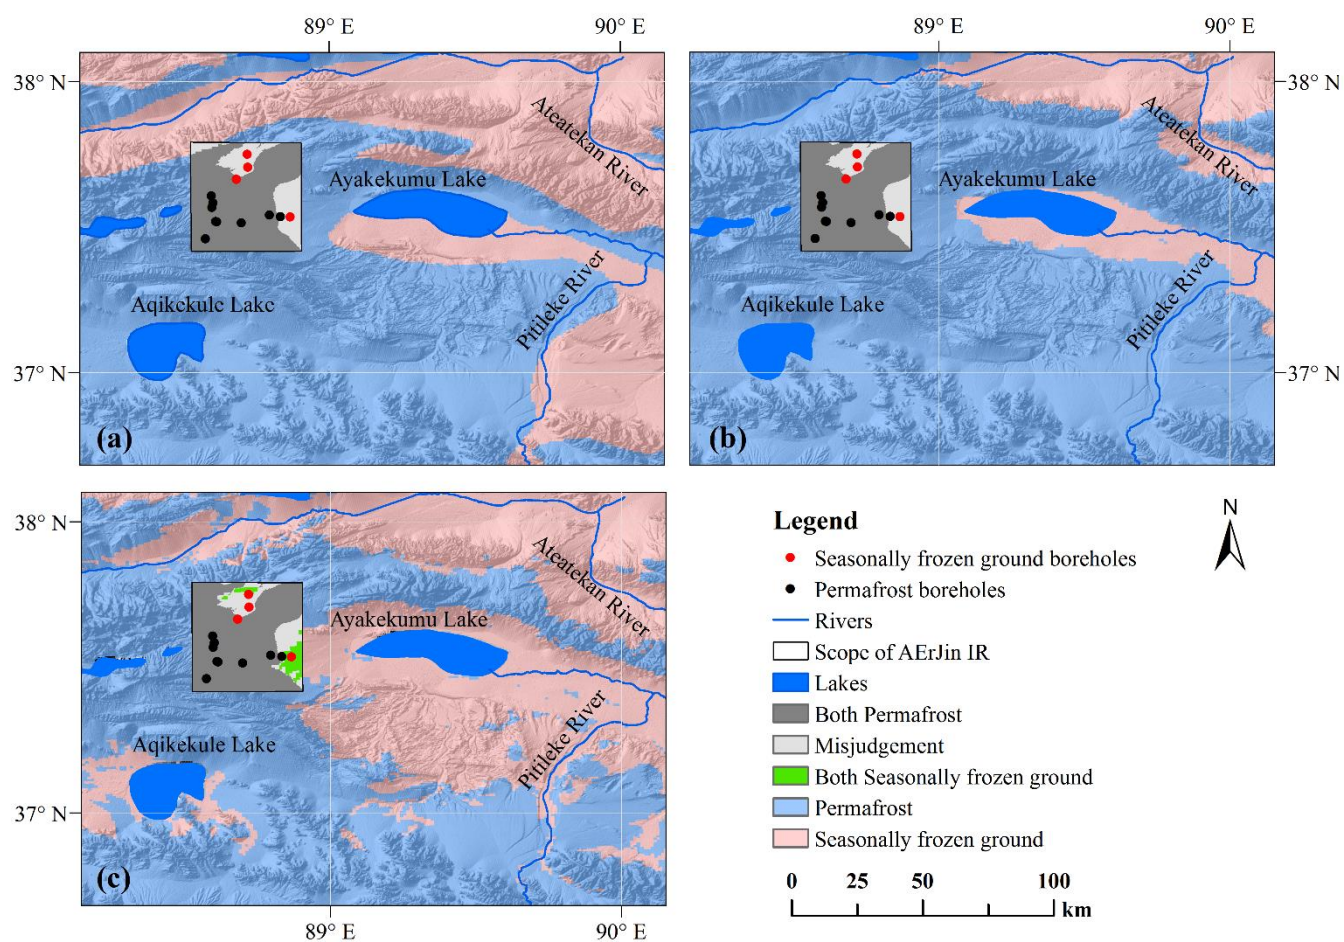 89° E
90° E
89° E
90° E
38° N
38° N
Ateatekan River
Ateatekan River
Ayakekumu Lake
Ayakekumu Lake
Aqikekule Lake
Aqikekule Lake
Pitileke River
Pitileke River
37° N
37° N
(a)
(b)
38° N
Ateatekan River
Ayakekumu Lake
Aqikekule Lake
Pitileke River
37° N
(c)
89° E
90° E
N
Legend
Seasonally frozen ground boreholes
Permafrost boreholes
Rivers
Scope of AErJin IR
Lakes
Both Permafrost
Misjudgement
Both Seasonally frozen ground
Permafrost
Seasonally frozen ground
0 25 50 100
km